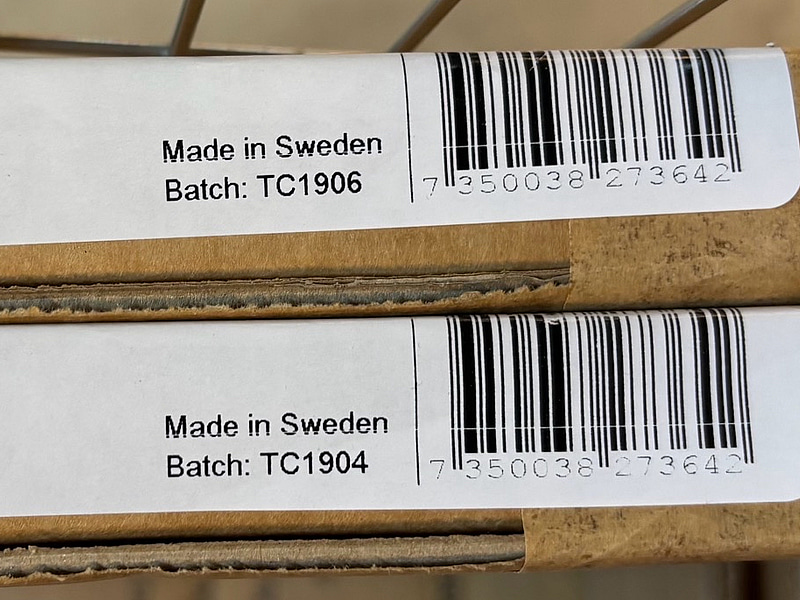 Made in Sweden
Batch: TC1906
7 350038 273642
Made in Sweden
Batch: TC1904
7 350038 273642